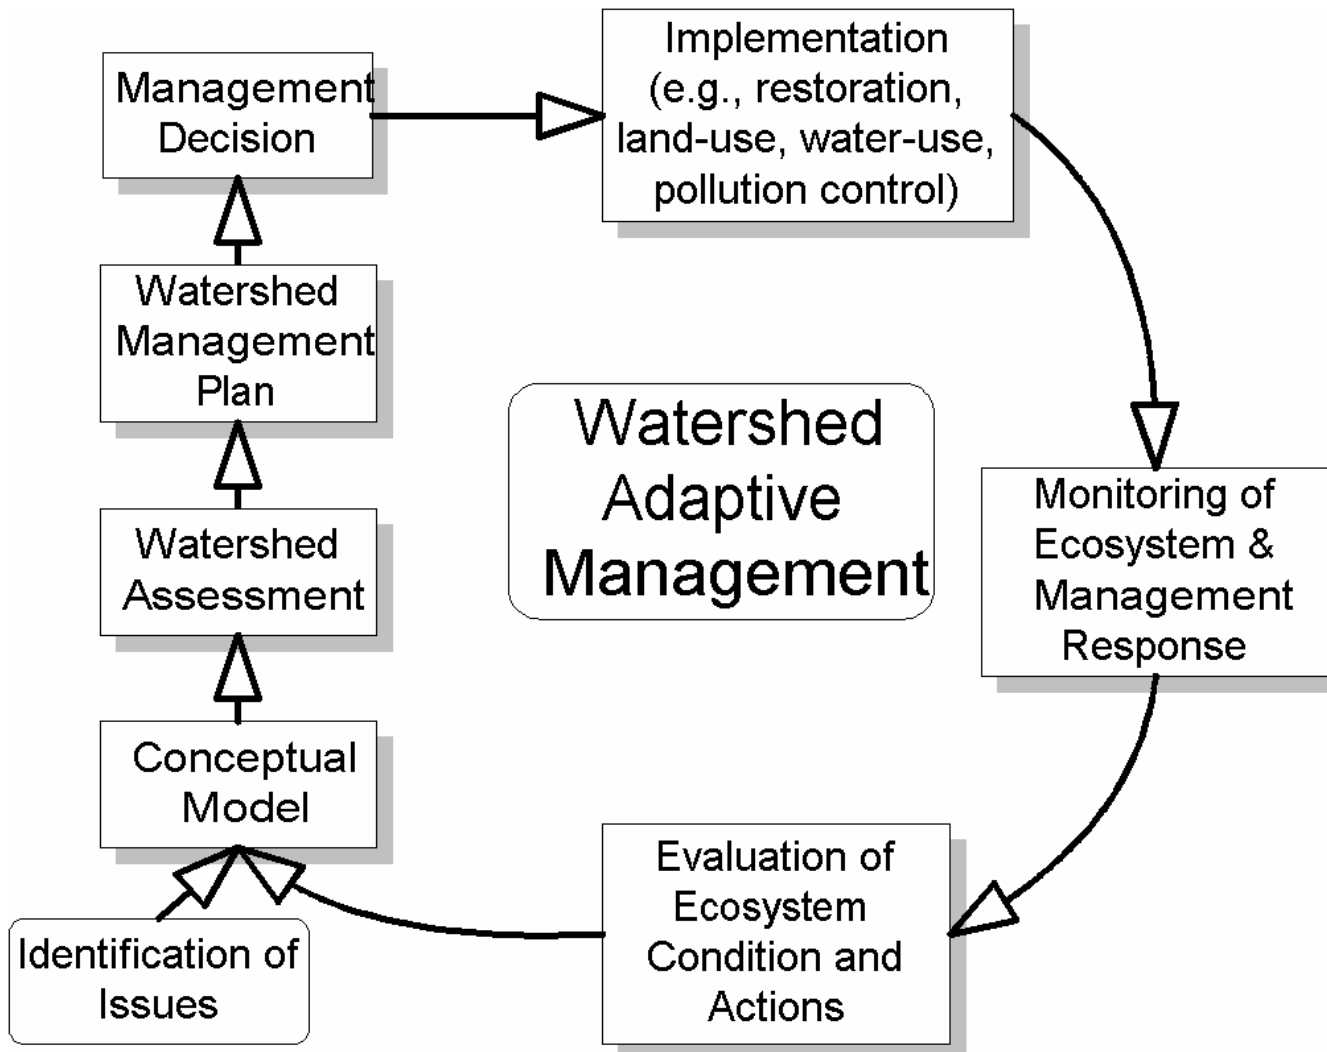 Management
Decision
Implementation
(e.g., restoration,
land-use, water-use,
pollution control)
Watershed
Management
Plan
Watershed
Adaptive
Management
Monitoring of
Ecosystem &
Management
Response
Watershed
Assessment
Conceptual
Model
Evaluation of
Ecosystem
Condition and
Actions
Identification of
Issues